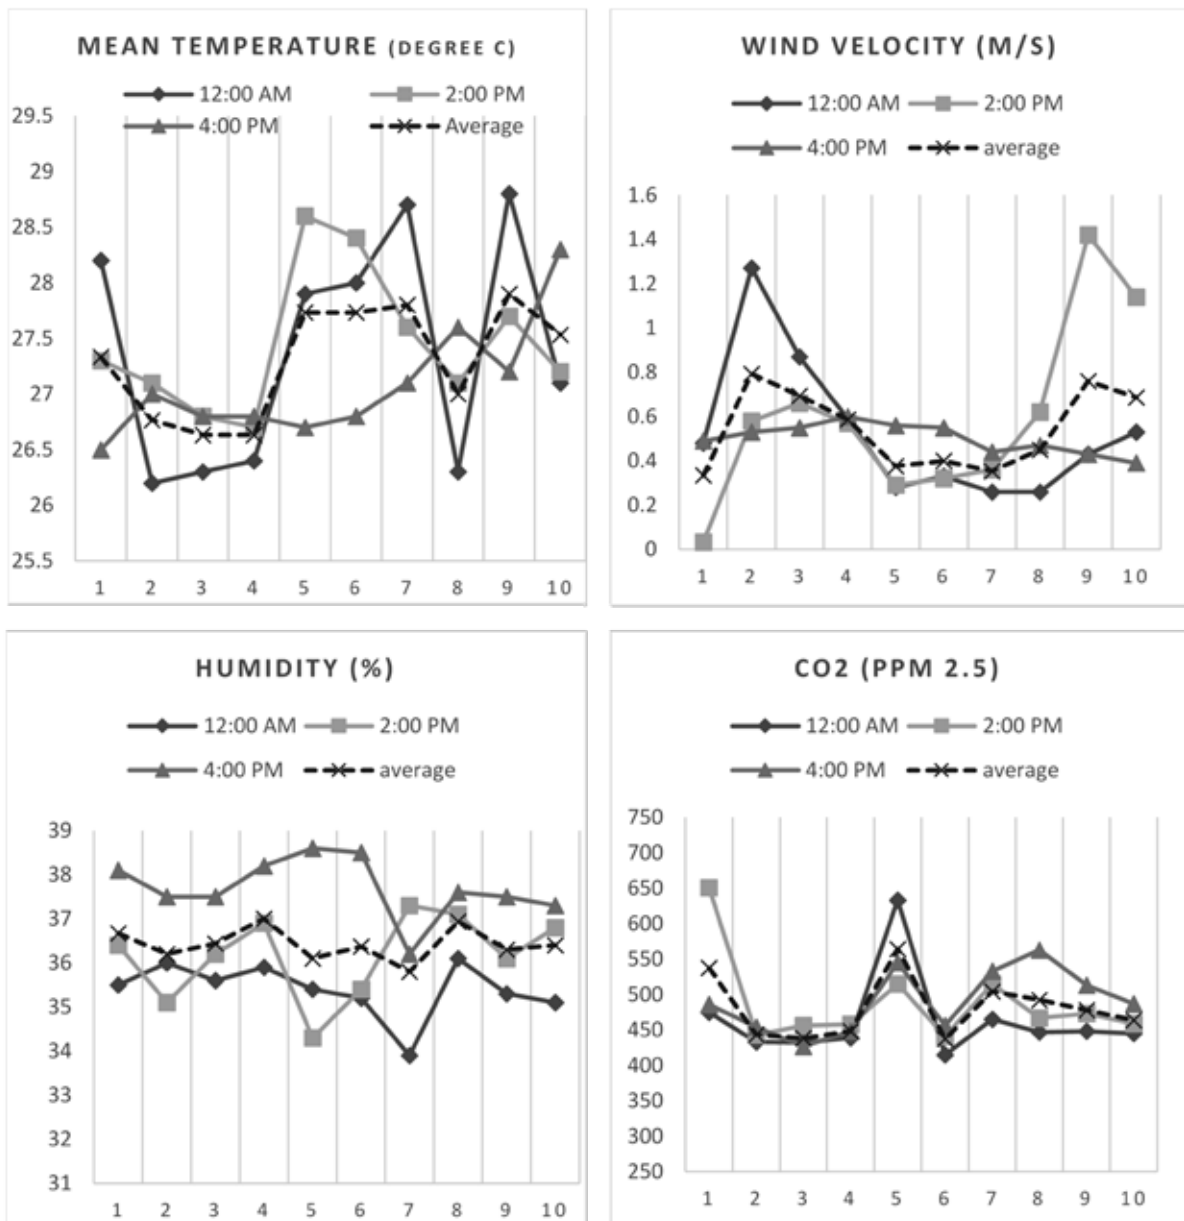 MEAN TEMPERATURE (DEGREE C)
12:00 AM 2:00 PM
4:00 PM Average
29.5
29
28.5
28
27.5
27
26.5
26
25.5
1 2 3 4 5 6 7 8 9 10
WIND VELOCITY (M/S)
12:00 AM 2:00 PM
4:00 PM average
1.6
1.4
1.2
1
0.8
0.6
0.4
0.2
0
1 2 3 4 5 6 7 8 9 10
HUMIDITY (%)
12:00 AM 2:00 PM
4:00 PM average
39
38
37
36
35
34
33
32
31
1 2 3 4 5 6 7 8 9 10
CO2 (PPM 2.5)
12:00 AM 2:00 PM
4:00 PM average
750
700
650
600
550
500
450
400
350
300
250
1 2 3 4 5 6 7 8 9 10